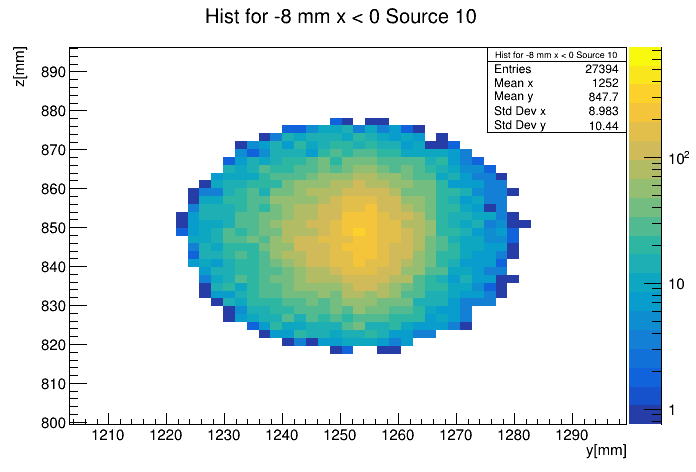 Hist for -8 mm x < 0 Source 10
z[mm]
Hist for -8 mm x < 0 Source 10
Entries 27394
Mean x 1252
Mean y 847.7
Std Dev x 8.983
Std Dev y 10.44
890
880
870
860
850
840
830
820
810
800
1210 1220 1230 1240 1250 1260 1270 1280 1290
y[mm]
10²
10
1